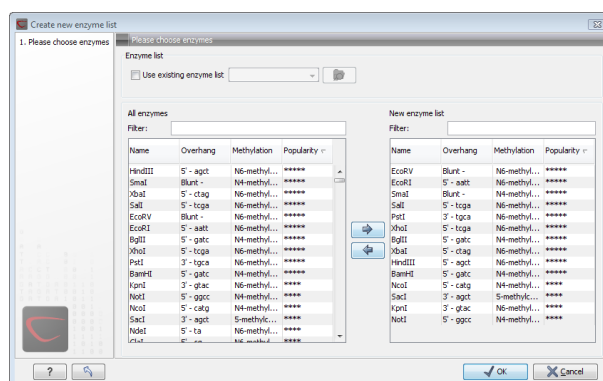 Create new enzyme list
1. Please choose enzymes
Please choose enzymes
Enzyme list
Use existing enzyme list
All enzymes
Filter:
Name Overhang Methylation Popularity
HindIII 5' - agct N6-methyl... *****
SmaI Blunt - N4-methyl... *****
XbaI 5' - ctag N6-methyl... *****
SalI 5' - tcga N6-methyl... *****
EcoRV Blunt - N6-methyl... *****
EcoRI 5' - aatt N6-methyl... *****
BglII 5' - gatc N4-methyl... *****
XhoI 5' - tcga N6-methyl... *****
PstI 3' - tgca N6-methyl... *****
BamHI 5' - gatc N4-methyl... *****
KpnI 3' - gtac N6-methyl... ****
NotI 5' - ggcc N4-methyl... ****
NcoI 5' - catg N4-methyl... ****
SacI 3' - agct 5-methylc... ****
NdeI 5' - ta N6-methyl... ****
ClaI 5' - cg N6-methyl... ****
New enzyme list
Filter:
Name Overhang Methylation Popularity
EcoRV Blunt - N6-methyl... *****
EcoRI 5' - aatt N6-methyl... *****
SmaI Blunt - N4-methyl... *****
SalI 5' - tcga N6-methyl... *****
PstI 3' - tgca N6-methyl... *****
XhoI 5' - tcga N6-methyl... *****
BglII 5' - gatc N4-methyl... *****
XbaI 5' - ctag N6-methyl... *****
HindIII 5' - agct N6-methyl... *****
BamHI 5' - gatc N4-methyl... *****
NcoI 5' - catg N4-methyl... ****
SacI 3' - agct 5-methylc... ****
KpnI 3' - gtac N6-methyl... ****
NotI 5' - ggcc N4-methyl... ****
?
OK
Cancel